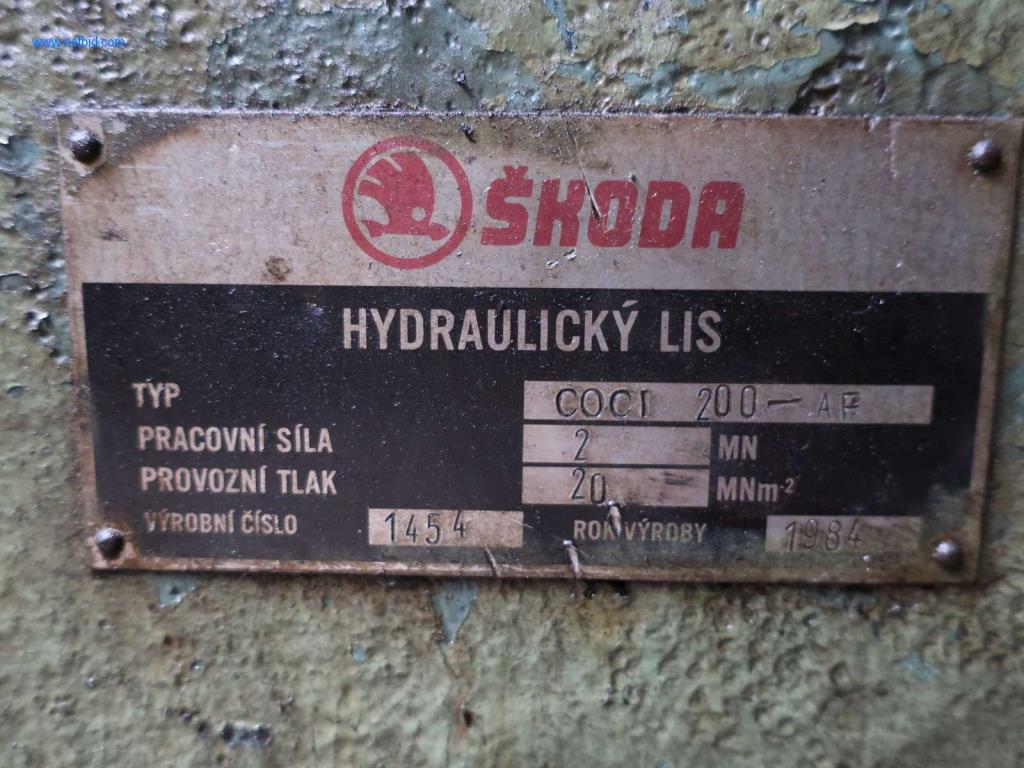 www.netbid.com
ŠKODA
HYDRAULICKÝ LIS
TYP COCI 200-AF
PRACOVNÍ SÍLA 2 MN
PROVOZNÍ TLAK 20 MNm-2
VÝROBNÍ ČÍSLO 1454 ROK VÝROBY 1984